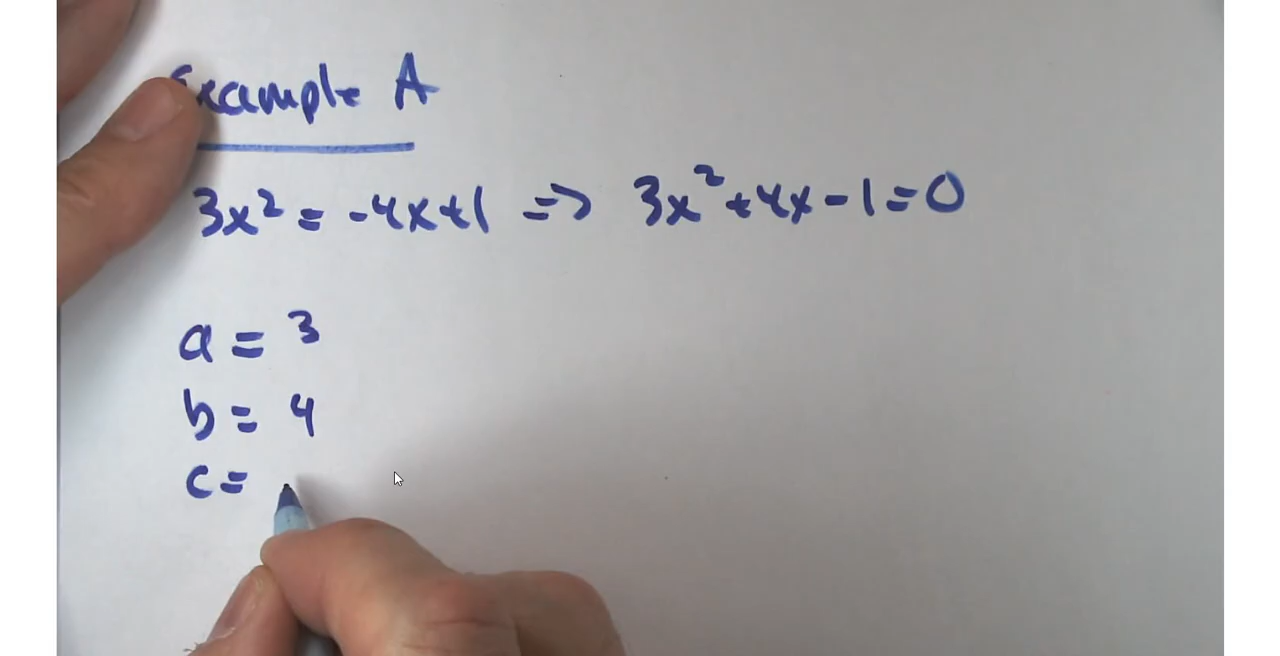 Example A
3x² = -4x+1 => 3x²+4x-1=0
a = 3
b = 4
c =